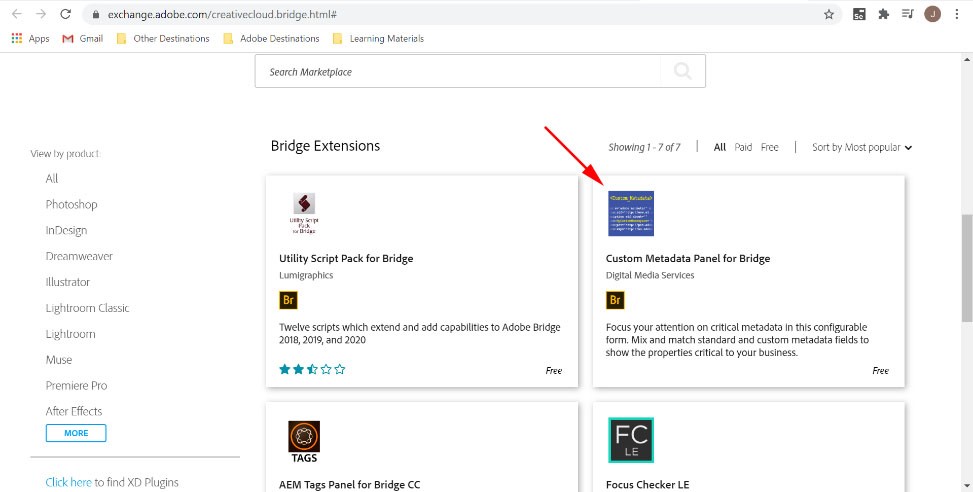 exchange.adobe.com/creativecloud.bridge.html#
Se
J
Apps
Gmail
Other Destinations
Adobe Destinations
Learning Materials
Search Marketplace
View by product:
All
Photoshop
InDesign
Dreamweaver
Illustrator
Lightroom Classic
Lightroom
Muse
Premiere Pro
After Effects
MORE
Click here to find XD Plugins
Bridge Extensions
Showing 1 - 7 of 7
All Paid Free
Sort by Most popular
Utility Script
Pack
for Bridge
Utility Script Pack for Bridge
Lumigraphics
Br
Twelve scripts which extend and add capabilities to Adobe Bridge
2018, 2019, and 2020
Free
<Custom_Metadata>
Custom Metadata Panel for Bridge
Digital Media Services
Br
Focus your attention on critical metadata in this configurable
form. Mix and match standard and custom metadata fields to
show the properties critical to your business.
Free
TAGS
AEM Tags Panel for Bridge CC
FC
LE
Focus Checker LE